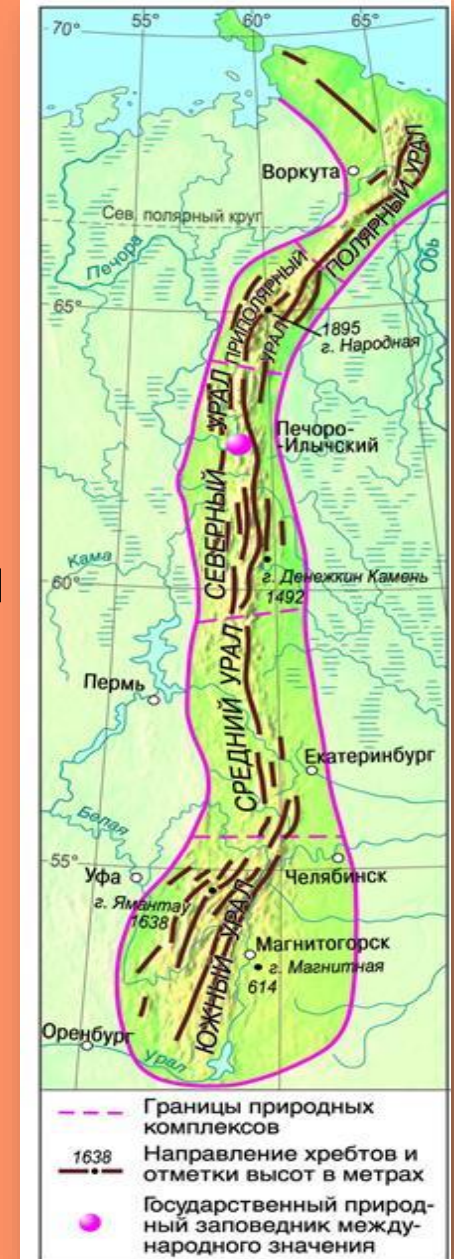 55° 60° 65°
70°
Воркута
ПОЛЯРНЫЙ УРАЛ
Сев. полярный круг
Печора
Обь
65°
ПРИПОЛЯРНЫЙ
УРАЛ
1895
г. Народная
СЕВЕРНЫЙ УРАЛ
Печоро-
-Илычский
Кама
г. Денежкин Камень
60°
1492
СРЕДНИЙ УРАЛ
Пермь
Екатеринбург
Белая
55°
Уфа
Челябинск
г. Ямантау
1638
ЮЖНЫЙ УРАЛ
Магнитогорск
г. Магнитная
614
Оренбург
Урал
Границы природных
комплексов
1638
Направление хребтов и
отметки высот в метрах
Государственный природ-
ный заповедник между-
народного значения